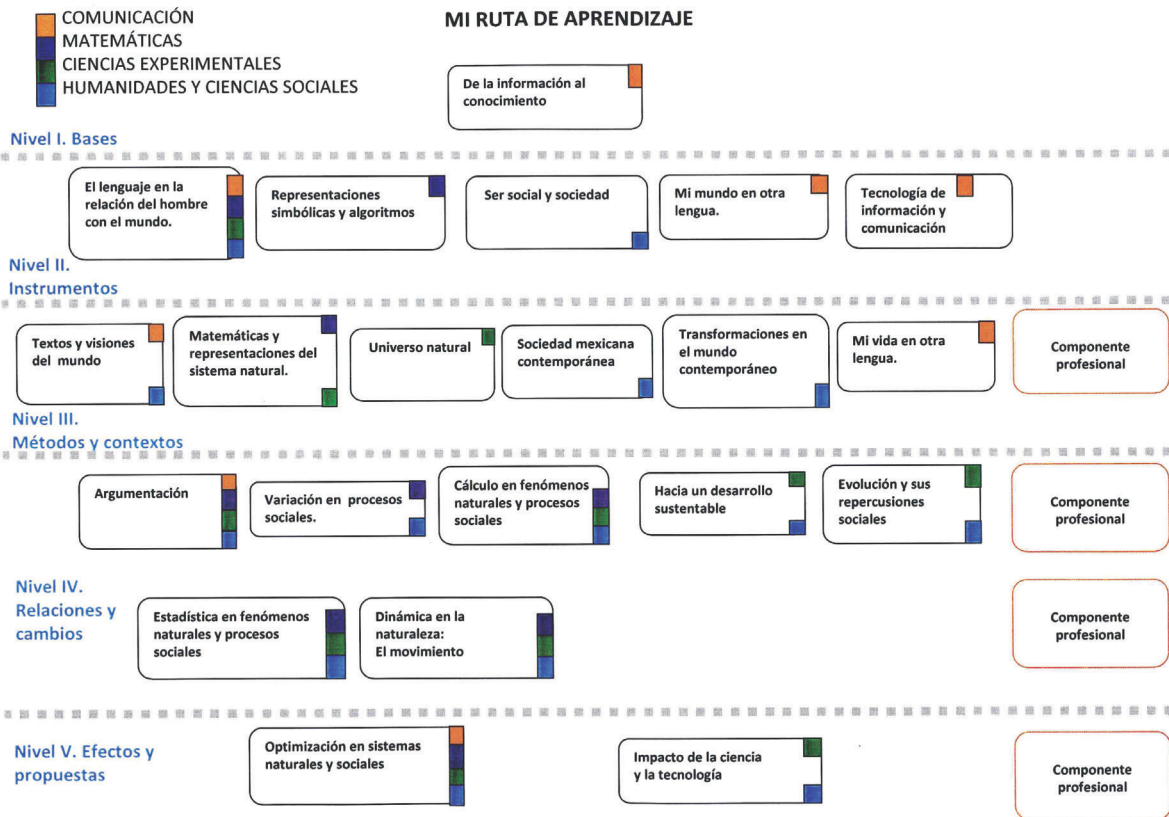 COMUNICACIÓN
MATEMÁTICAS
CIENCIAS EXPERIMENTALES
HUMANIDADES Y CIENCIAS SOCIALES
MI RUTA DE APRENDIZAJE
De la información al
conocimiento
Nivel I. Bases
El lenguaje en la
relación del hombre
con el mundo.
Representaciones
simbólicas y algoritmos
Ser social y sociedad
Mi mundo en otra
lengua.
Tecnología de
información y
comunicación
Nivel II.
Instrumentos
Textos y visiones
del mundo
Matemáticas y
representaciones del
sistema natural.
Universo natural
Sociedad mexicana
contemporánea
Transformaciones en
el mundo
contemporáneo
Mi vida en otra
lengua.
Componente
profesional
Nivel III.
Métodos y contextos
Argumentación
Variación en procesos
sociales.
Cálculo en fenómenos
naturales y procesos
sociales
Hacia un desarrollo
sustentable
Evolución y sus
repercusiones
sociales
Componente
profesional
Nivel IV.
Relaciones y
cambios
Estadística en fenómenos
naturales y procesos
sociales
Dinámica en la
naturaleza:
El movimiento
Componente
profesional
Nivel V. Efectos y
propuestas
Optimización en sistemas
naturales y sociales
Impacto de la ciencia
y la tecnología
Componente
profesional